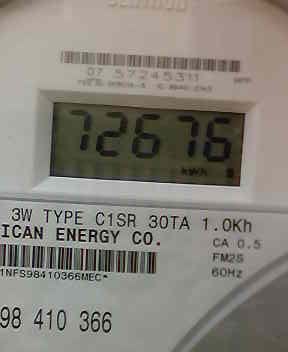 07 57245311
72676
kWh
3W TYPE C1SR 30TA 1.0Kh
ICAN ENERGY CO.
CA 0.5
FM2S
60Hz
1NFS98410366MEC*
98 410 366